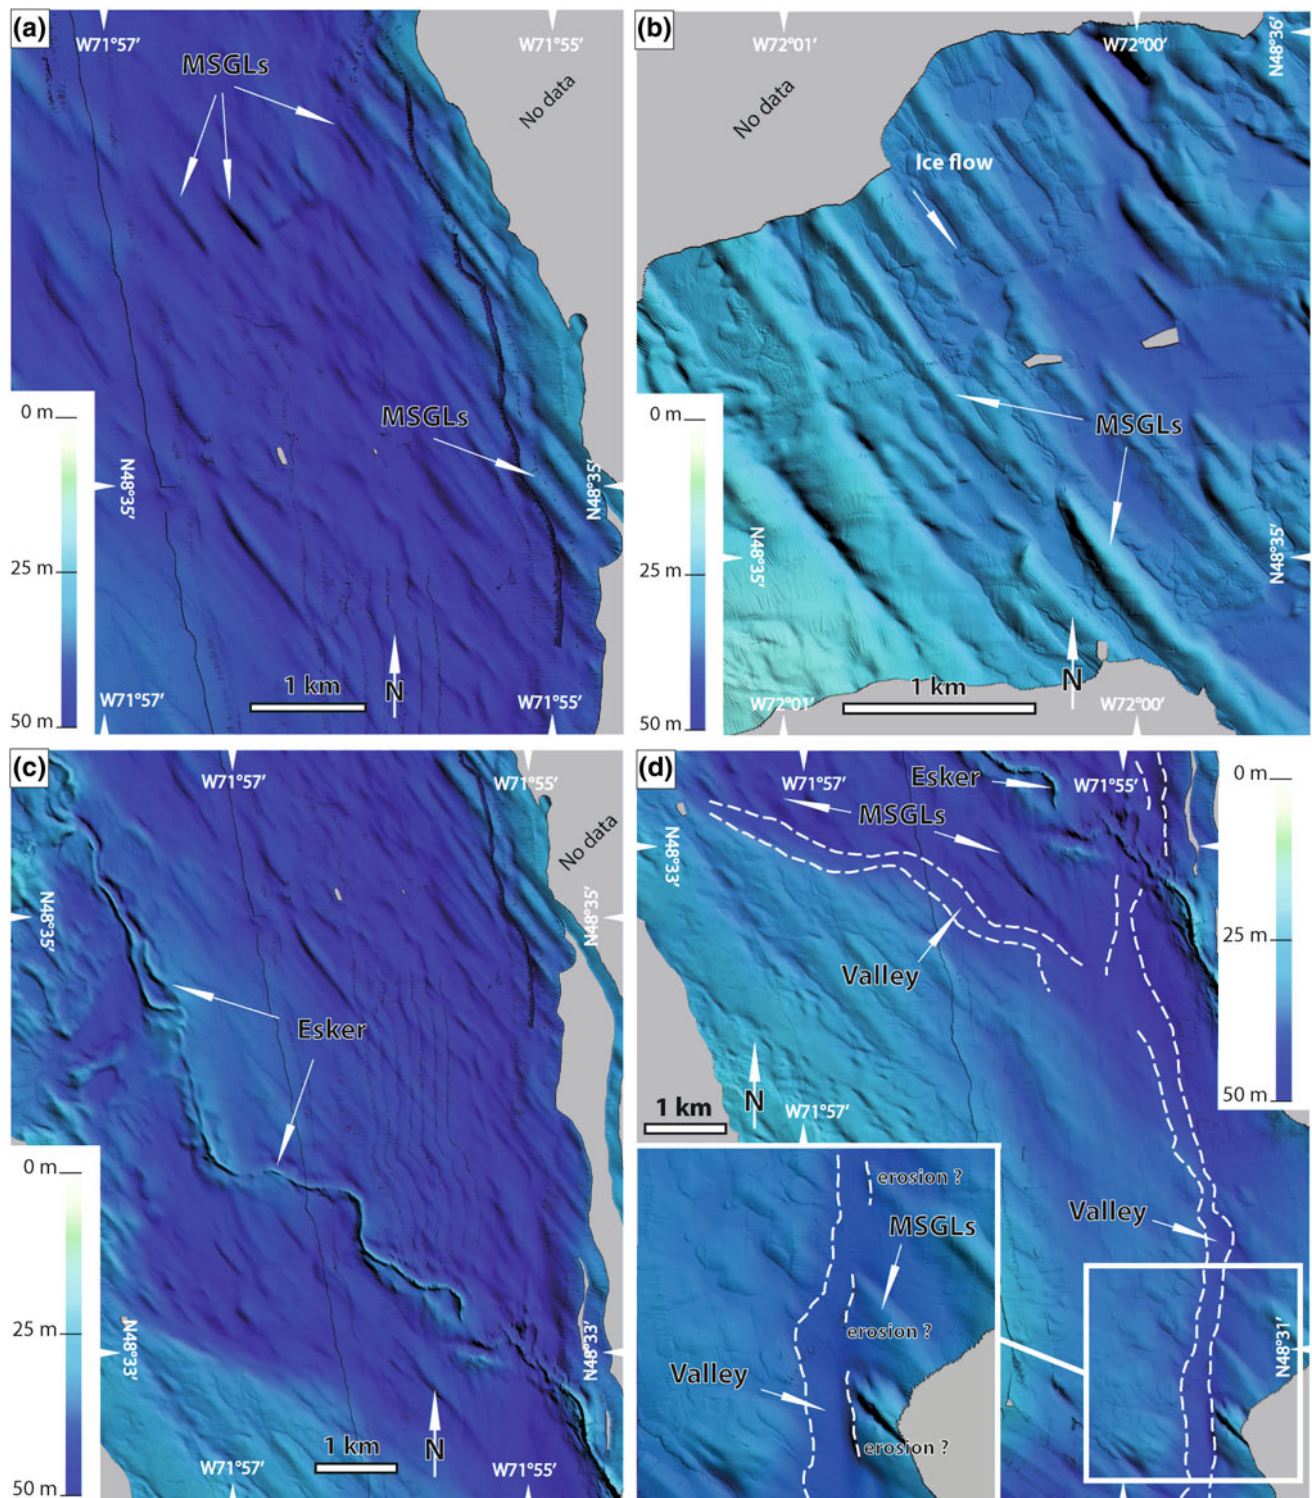 (a)
W71°57′
W71°55′
MSGLs
No data
MSGLs
0 m
N48°35′
N48°35′
25 m
W71°57′
1 km
N
W71°55′
50 m
(b)
W72°01′
W72°00′
N48°36′
No data
Ice flow
0 m
MSGLs
N48°35′
N48°35′
25 m
N
W72°01′
1 km
W72°00′
50 m
(c)
W71°57′
W71°55′
No data
N48°35′
N48°35′
Esker
0 m
25 m
N48°33′
N48°33′
N
1 km
W71°57′
W71°55′
50 m
(d)
W71°57′
Esker
W71°55′
0 m
MSGLs
N48°33′
25 m
Valley
N
1 km
W71°57′
50 m
erosion ?
MSGLs
Valley
erosion ?
N48°31′
Valley
erosion ?